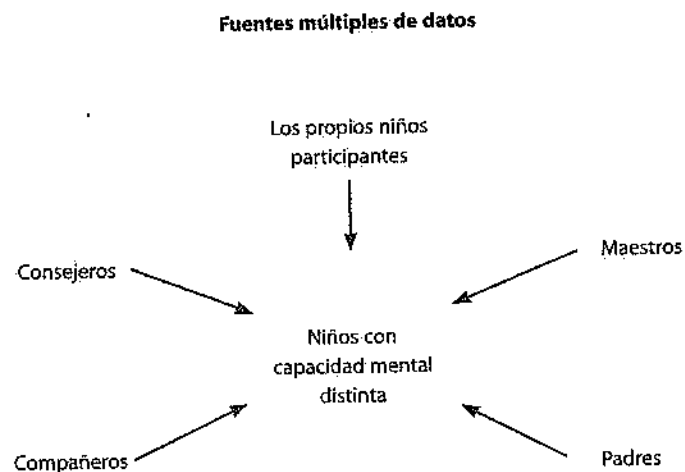 Fuentes múltiples de datos
Los propios niños
participantes
Consejeros
Maestros
Niños con
capacidad mental
distinta
Compañeros
Padres